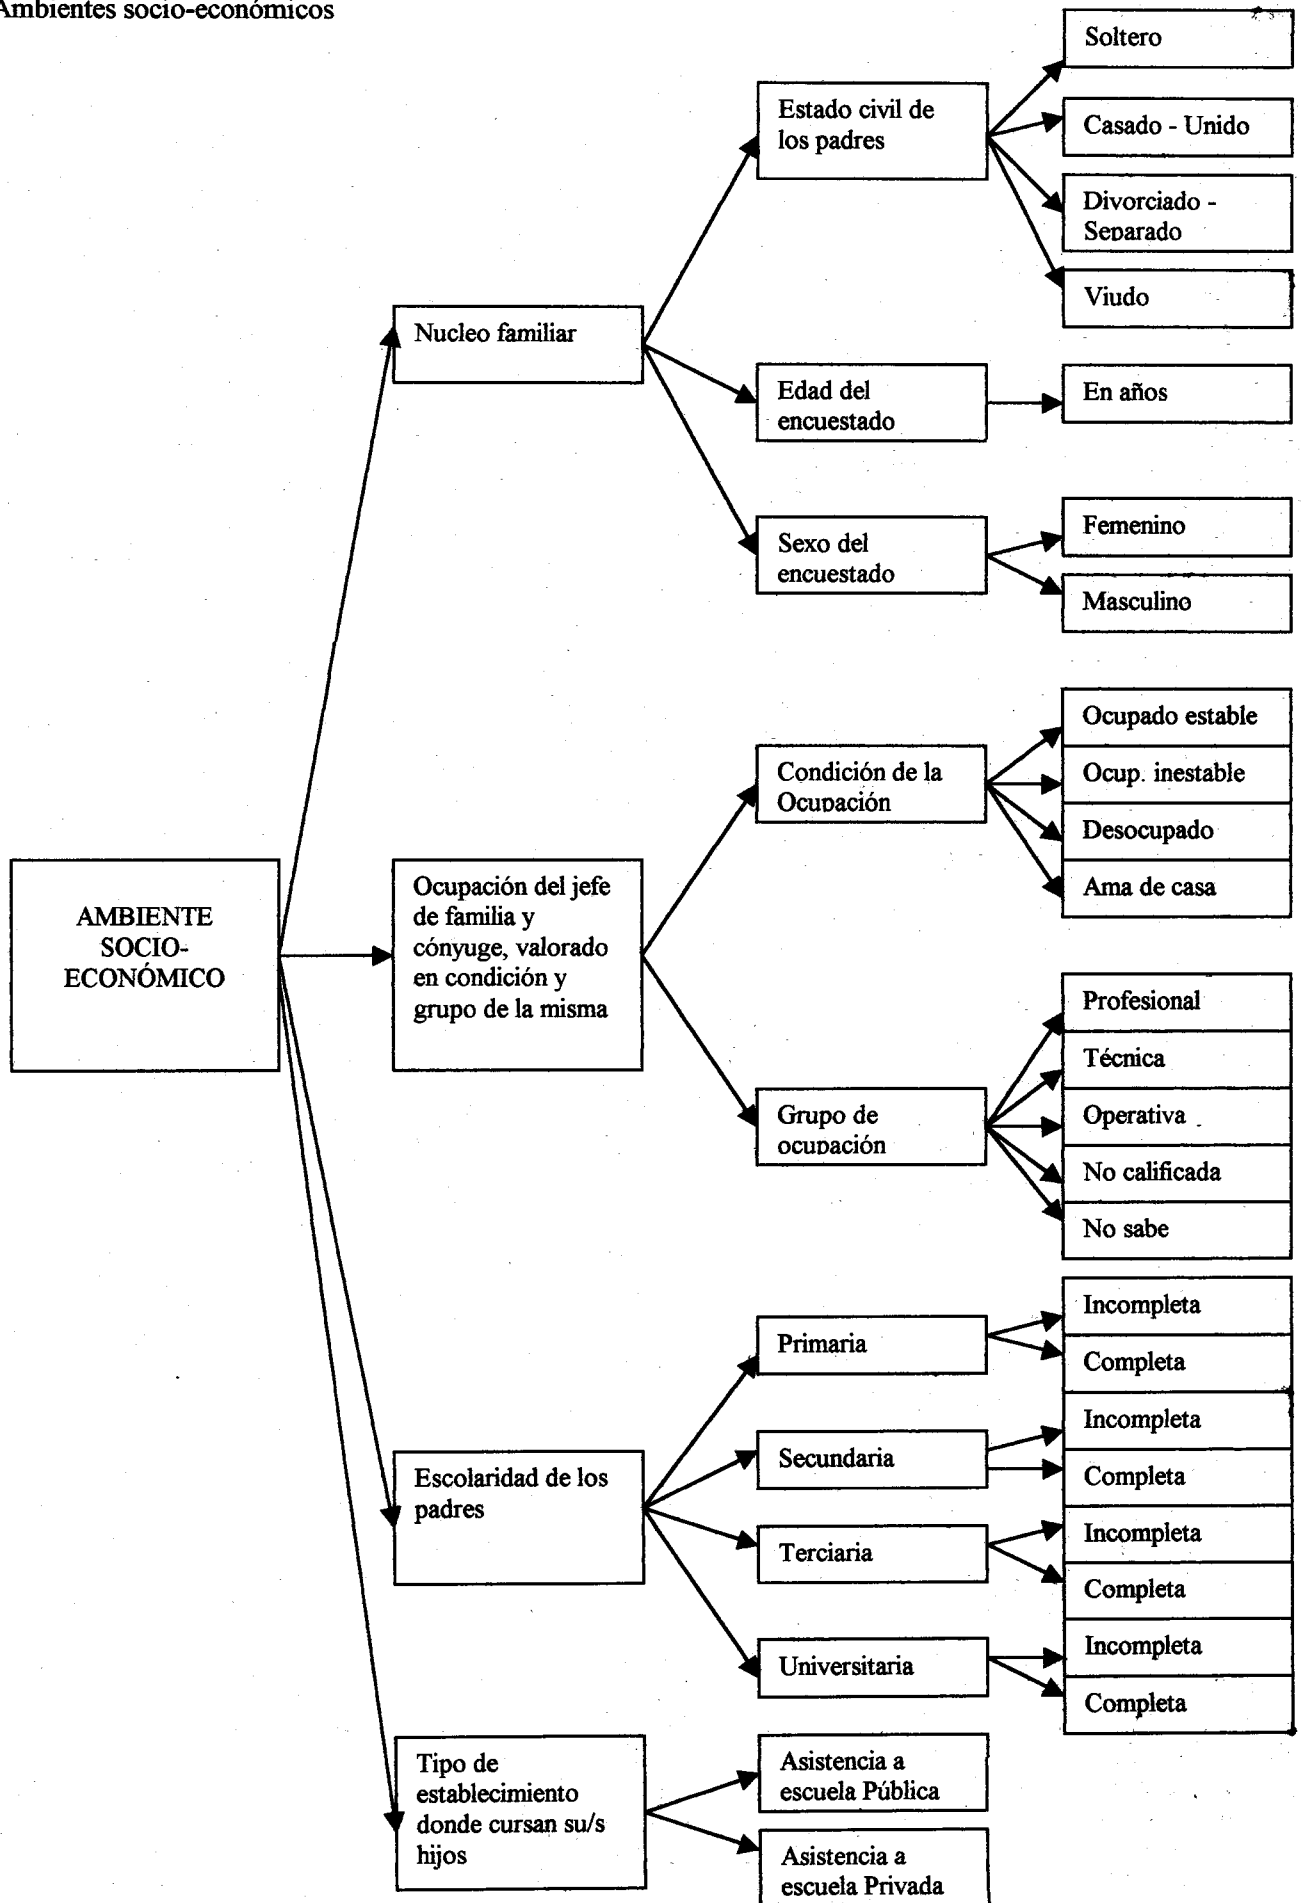 Ambientes socio-económicos
Soltero
Estado civil de
los padres
Casado - Unido
Divorciado -
Separado
Viudo
Nucleo familiar
Edad del
encuestado
En años
Sexo del
encuestado
Femenino
Masculino
AMBIENTE
SOCIO-
ECONÓMICO
Ocupación del jefe
de familia y
cónyuge, valorado
en condición y
grupo de la misma
Condición de la
Ocupación
Ocupado estable
Ocup. inestable
Desocupado
Ama de casa
Grupo de
ocupación
Profesional
Técnica
Operativa
No calificada
No sabe
Escolaridad de los
padres
Primaria
Incompleta
Completa
Secundaria
Incompleta
Completa
Terciaria
Incompleta
Completa
Universitaria
Incompleta
Completa
Tipo de
establecimiento
donde cursan su/s
hijos
Asistencia a
escuela Pública
Asistencia a
escuela Privada